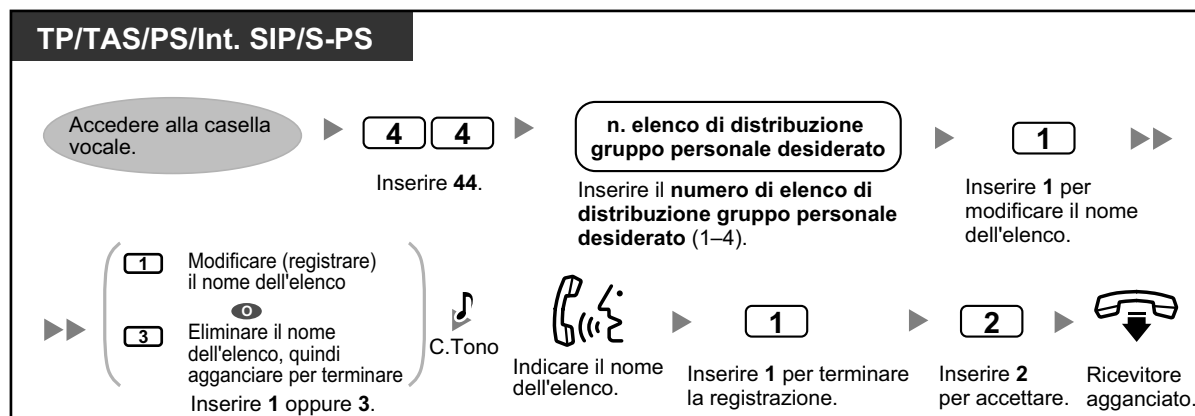 TP/TAS/PS/Int. SIP/S-PS
Accedere alla casella
vocale.
4 4
Inserire 44.
n. elenco di distribuzione
gruppo personale desiderato
Inserire il numero di elenco di
distribuzione gruppo personale
desiderato (1–4).
1
Inserire 1 per
modificare il nome
dell'elenco.
1 Modificare (registrare)
il nome dell'elenco
O
3 Eliminare il nome
dell'elenco, quindi
agganciare per terminare
Inserire 1 oppure 3.
C.Tono
Indicare il nome
dell'elenco.
1
Inserire 1 per terminare
la registrazione.
2
Inserire 2
per accettare.
Ricevitore
agganciato.